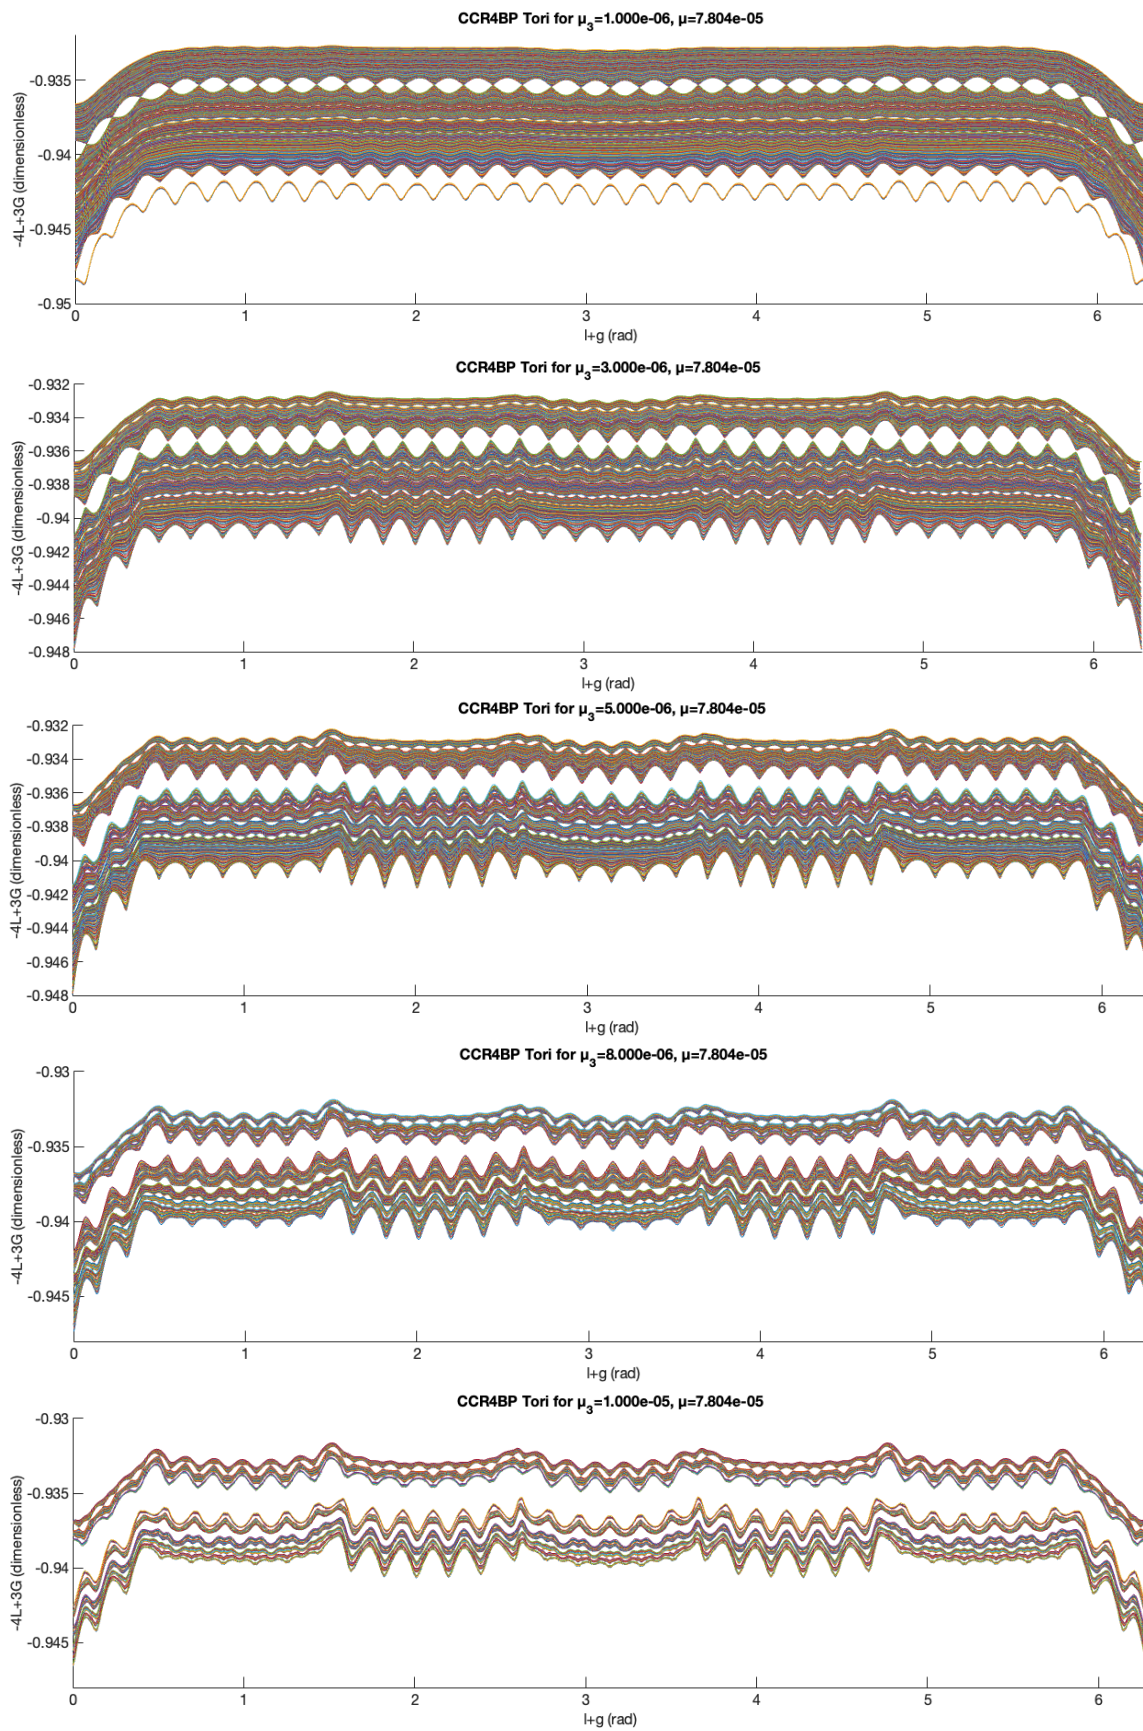 CCR4BP Tori for μ3=1.000e-06, μ=7.804e-05
-4L+3G (dimensionless)
-0.935
-0.94
-0.945
-0.95
0 1 2 3 4 5 6
l+g (rad)
CCR4BP Tori for μ3=3.000e-06, μ=7.804e-05
-4L+3G (dimensionless)
-0.932
-0.934
-0.936
-0.938
-0.94
-0.942
-0.944
-0.946
-0.948
0 1 2 3 4 5 6
l+g (rad)
CCR4BP Tori for μ3=5.000e-06, μ=7.804e-05
-4L+3G (dimensionless)
-0.932
-0.934
-0.936
-0.938
-0.94
-0.942
-0.944
-0.946
-0.948
0 1 2 3 4 5 6
l+g (rad)
CCR4BP Tori for μ3=8.000e-06, μ=7.804e-05
-4L+3G (dimensionless)
-0.93
-0.935
-0.94
-0.945
0 1 2 3 4 5 6
l+g (rad)
CCR4BP Tori for μ3=1.000e-05, μ=7.804e-05
-4L+3G (dimensionless)
-0.93
-0.935
-0.94
-0.945
0 1 2 3 4 5 6
l+g (rad)